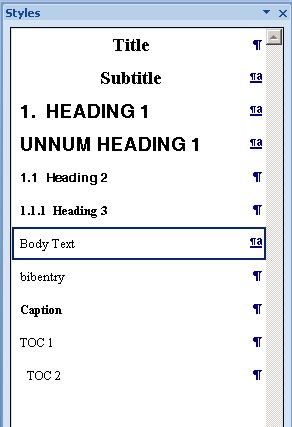 Styles
Title ¶
Subtitle ¶a
1. HEADING 1 ¶a
UNNUM HEADING 1 ¶a
1.1 Heading 2 ¶
1.1.1 Heading 3 ¶
Body Text ¶a
bibentry ¶
Caption ¶
TOC 1 ¶
TOC 2 ¶